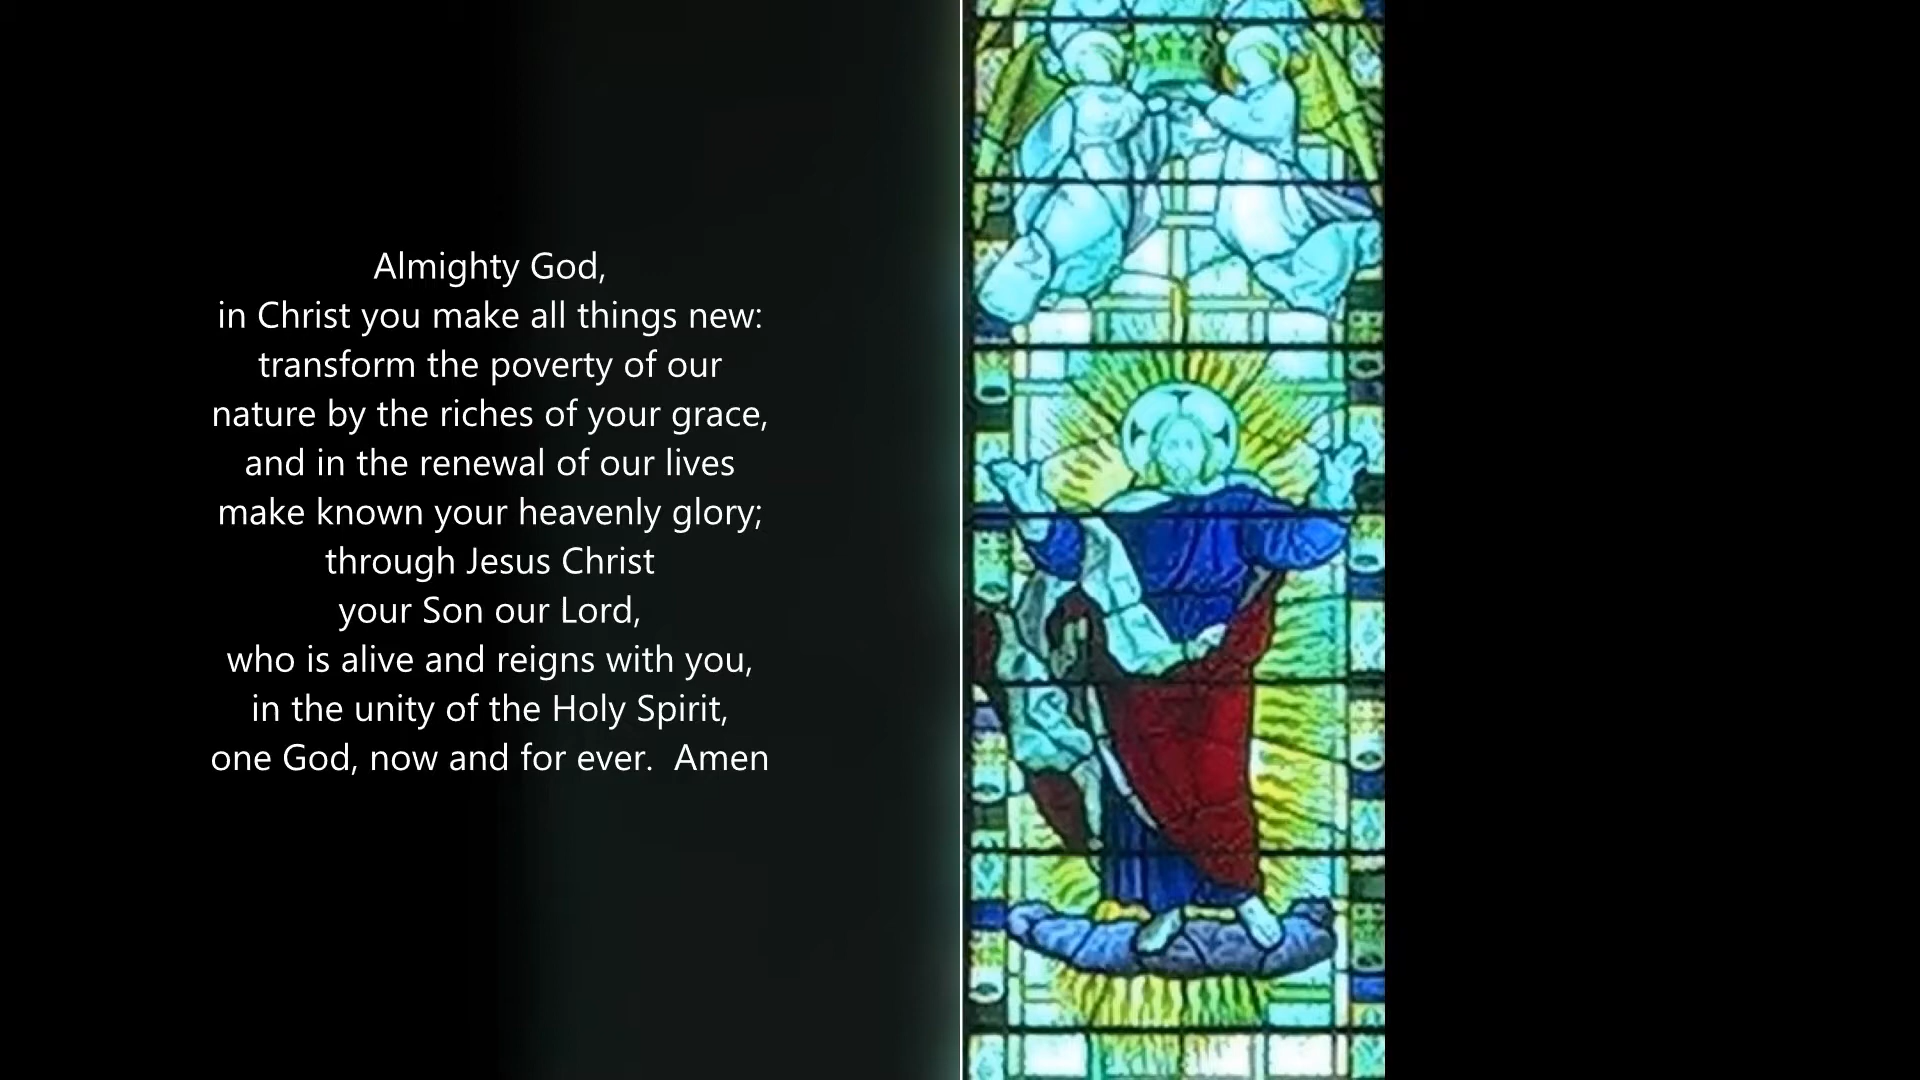 Almighty God,
in Christ you make all things new:
transform the poverty of our
nature by the riches of your grace,
and in the renewal of our lives
make known your heavenly glory;
through Jesus Christ
your Son our Lord,
who is alive and reigns with you,
in the unity of the Holy Spirit,
one God, now and for ever.  Amen